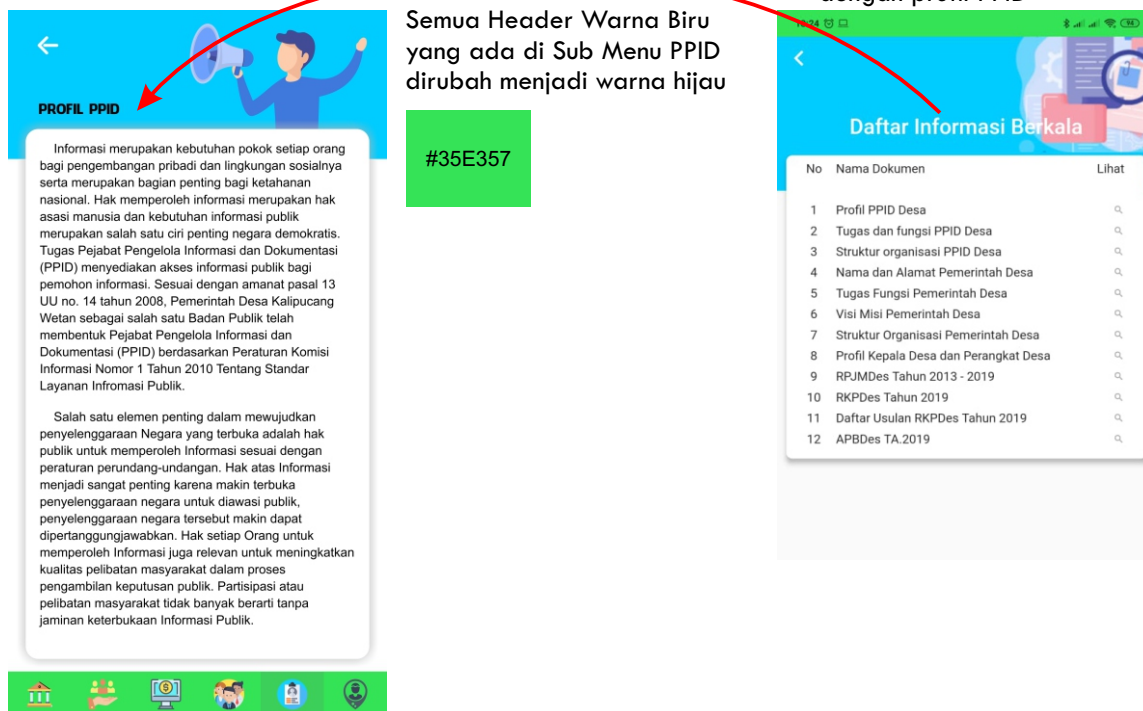 dengan profil PPID
Semua Header Warna Biru
yang ada di Sub Menu PPID
dirubah menjadi warna hijau
#35E357
PROFIL PPID
Informasi merupakan kebutuhan pokok setiap orang
bagi pengembangan pribadi dan lingkungan sosialnya
serta merupakan bagian penting bagi ketahanan
nasional. Hak memperoleh informasi merupakan hak
asasi manusia dan kebutuhan informasi publik
merupakan salah satu ciri penting negara demokratis.
Tugas Pejabat Pengelola Informasi dan Dokumentasi
(PPID) menyediakan akses informasi publik bagi
pemohon informasi. Sesuai dengan amanat pasal 13
UU no. 14 tahun 2008, Pemerintah Desa Kalipucang
Wetan sebagai salah satu Badan Publik telah
membentuk Pejabat Pengelola Informasi dan
Dokumentasi (PPID) berdasarkan Peraturan Komisi
Informasi Nomor 1 Tahun 2010 Tentang Standar
Layanan Infromasi Publik.
Salah satu elemen penting dalam mewujudkan
penyelenggaraan Negara yang terbuka adalah hak
publik untuk memperoleh Informasi sesuai dengan
peraturan perundang-undangan. Hak atas Informasi
menjadi sangat penting karena makin terbuka
penyelenggaraan negara untuk diawasi publik,
penyelenggaraan negara tersebut makin dapat
dipertanggungjawabkan. Hak setiap Orang untuk
memperoleh Informasi juga relevan untuk meningkatkan
kualitas pelibatan masyarakat dalam proses
pengambilan keputusan publik. Partisipasi atau
pelibatan masyarakat tidak banyak berarti tanpa
jaminan keterbukaan Informasi Publik.
Daftar Informasi Berkala
No Nama Dokumen Lihat
1 Profil PPID Desa
2 Tugas dan fungsi PPID Desa
3 Struktur organisasi PPID Desa
4 Nama dan Alamat Pemerintah Desa
5 Tugas Fungsi Pemerintah Desa
6 Visi Misi Pemerintah Desa
7 Struktur Organisasi Pemerintah Desa
8 Profil Kepala Desa dan Perangkat Desa
9 RPJMDes Tahun 2013 - 2019
10 RKPDes Tahun 2019
11 Daftar Usulan RKPDes Tahun 2019
12 APBDes TA.2019